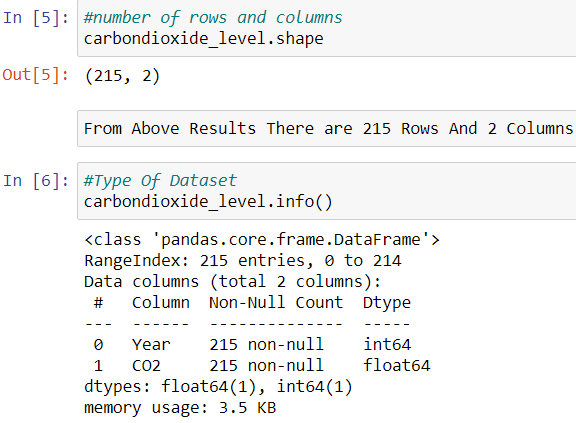 In [5]: #number of rows and columns
carbondioxide_level.shape
Out[5]: (215, 2)
From Above Results There are 215 Rows And 2 Columns
In [6]: #Type Of Dataset
carbondioxide_level.info()
<class 'pandas.core.frame.DataFrame'>
RangeIndex: 215 entries, 0 to 214
Data columns (total 2 columns):
 #   Column  Non-Null Count  Dtype
---  ------  --------------  -----
 0   Year    215 non-null    int64
 1   CO2     215 non-null    float64
dtypes: float64(1), int64(1)
memory usage: 3.5 KB